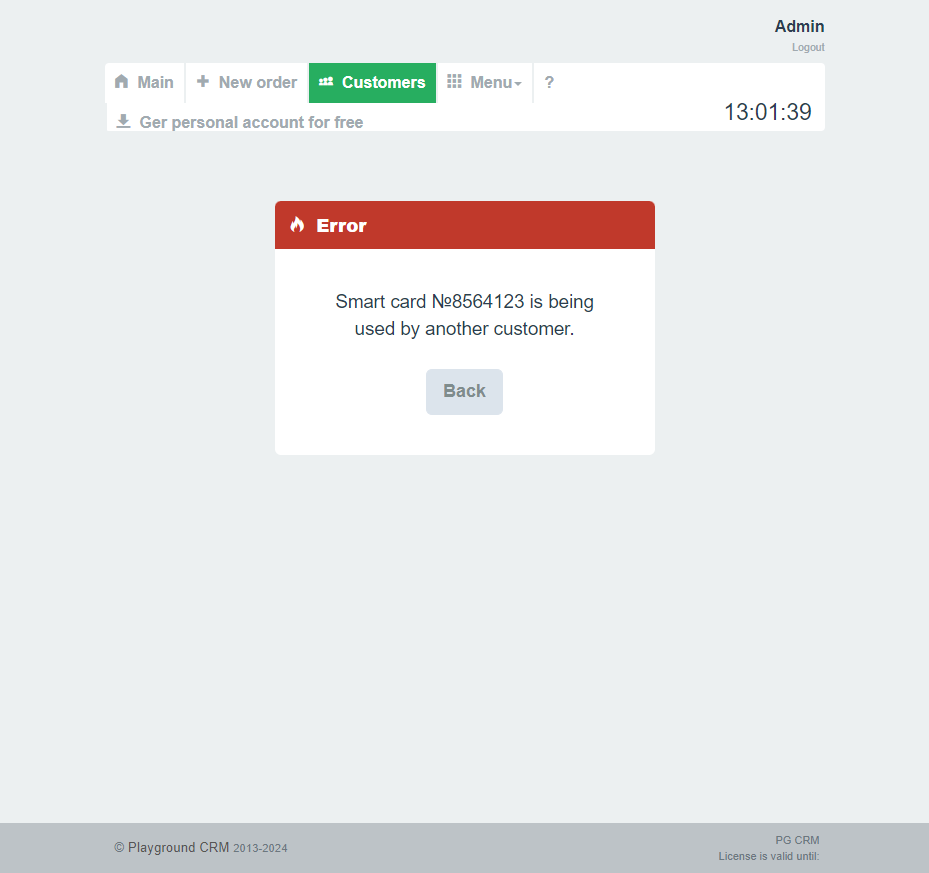 Admin
Logout
Main
New order
Customers
Menu
?
Ger personal account for free
13:01:39
Error
Smart card №8564123 is being
used by another customer.
Back
© Playground CRM 2013-2024
PG CRM
License is valid until: